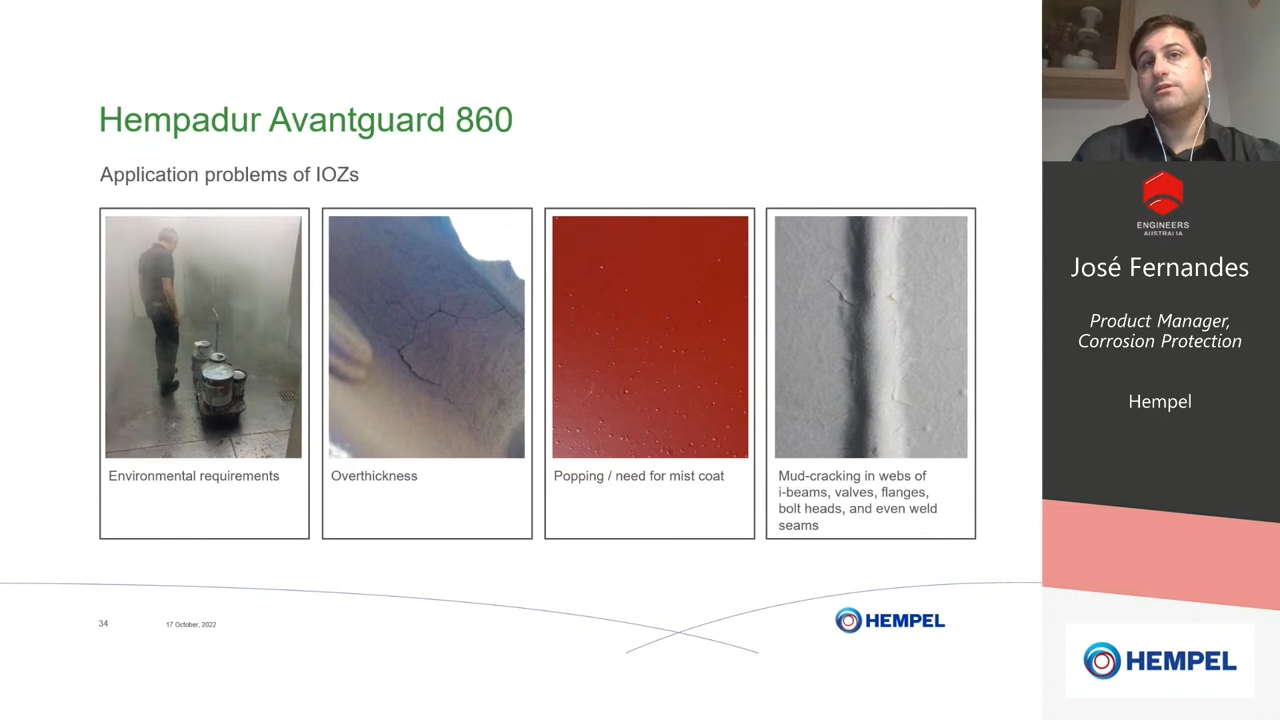 Hempadur Avantguard 860
Application problems of IOZs
Environmental requirements
Overthickness
Popping / need for mist coat
Mud-cracking in webs of
i-beams, valves, flanges,
bolt heads, and even weld
seams
34
17 October, 2022
HEMPEL
ENGINEERS
AUSTRALIA
José Fernandes
Product Manager,
Corrosion Protection
Hempel
HEMPEL